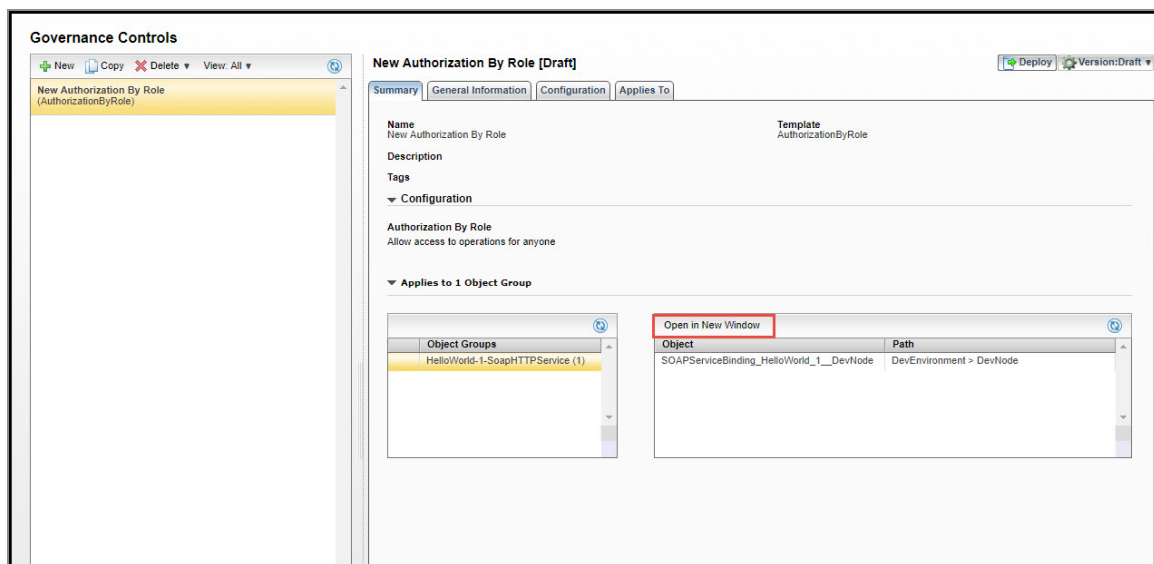 Governance Controls
New Copy Delete View: All
New Authorization By Role
(AuthorizationByRole)
New Authorization By Role [Draft]
Deploy Version:Draft
Summary General Information Configuration Applies To
Name
New Authorization By Role
Template
AuthorizationByRole
Description
Tags
Configuration
Authorization By Role
Allow access to operations for anyone
Applies to 1 Object Group
Object Groups
HelloWorld-1-SoapHTTPService (1)
Open in New Window
Object Path
SOAPServiceBinding_HelloWorld_1__DevNode DevEnvironment > DevNode